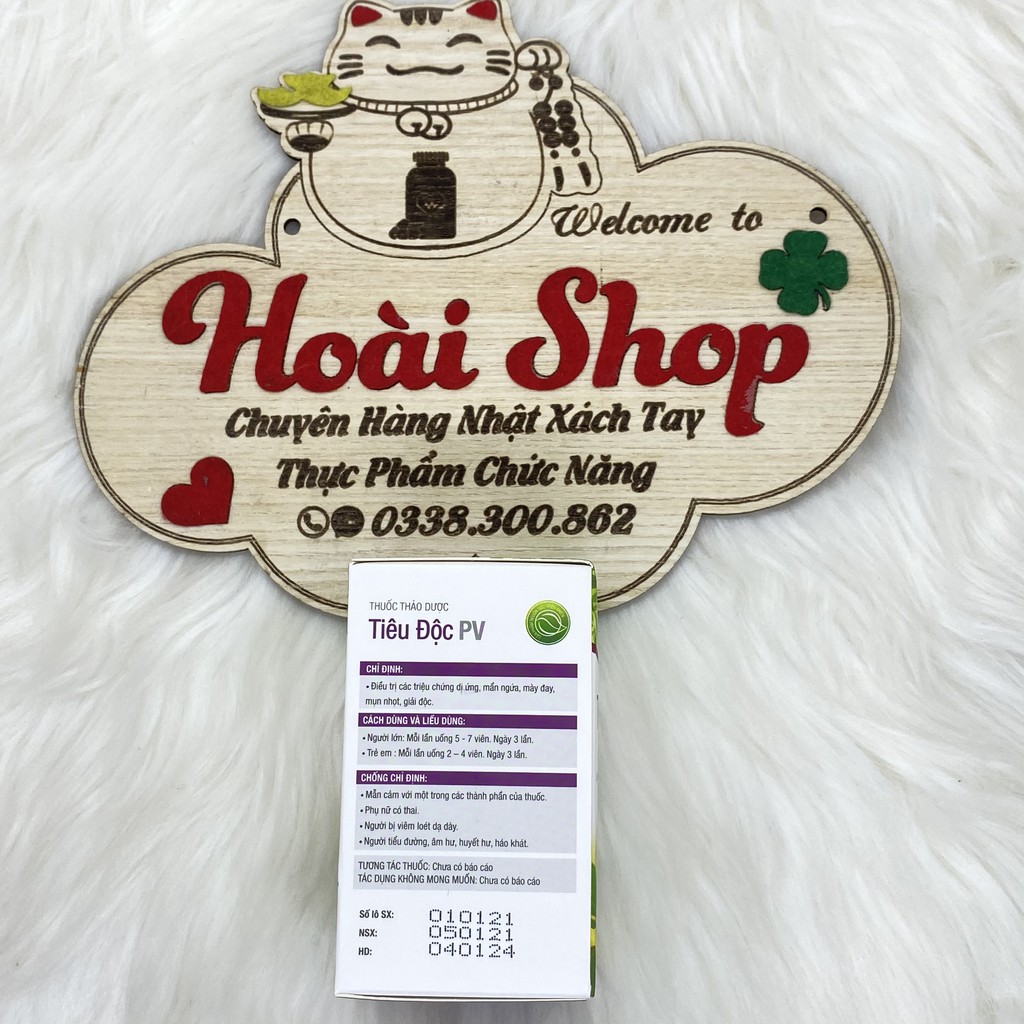 Welcome to
Hoài Shop
Chuyên Hàng Nhật Xách Tay
Thực Phẩm Chức Năng
0338.300.862
THUỐC THẢO DƯỢC
Tiêu Độc PV
CHỈ ĐỊNH:
• Điều trị các triệu chứng dị ứng, mẩn ngứa, mày đay,
mụn nhọt, giải độc.
CÁCH DÙNG VÀ LIỀU DÙNG:
• Người lớn: Mỗi lần uống 5 - 7 viên. Ngày 3 lần.
• Trẻ em : Mỗi lần uống 2 – 4 viên. Ngày 3 lần.
CHỐNG CHỈ ĐỊNH:
• Mẫn cảm với một trong các thành phần của thuốc.
• Phụ nữ có thai.
• Người bị viêm loét dạ dày.
• Người tiểu đường, âm hư, huyết hư, háo khát.
TƯƠNG TÁC THUỐC: Chưa có báo cáo
TÁC DỤNG KHÔNG MONG MUỐN: Chưa có báo cáo
Số lô SX: 010121
NSX: 050121
HD: 040124